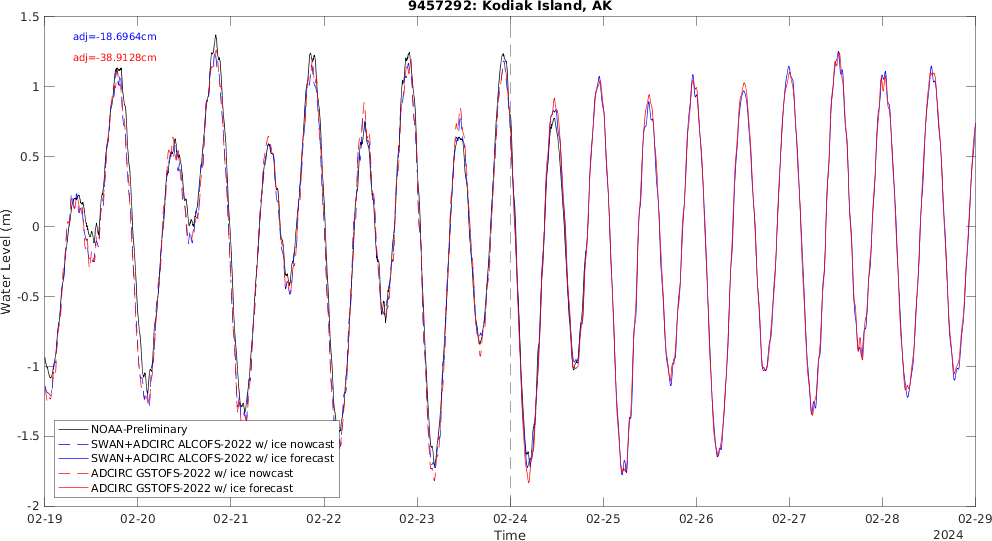 9457292: Kodiak Island, AK
1.5
adj=-18.6964cm
adj=-38.9128cm
1
0.5
0
-0.5
-1
-1.5
-2
Water Level (m)
NOAA-Preliminary
SWAN+ADCIRC ALCOFS-2022 w/ ice nowcast
SWAN+ADCIRC ALCOFS-2022 w/ ice forecast
ADCIRC GSTOFS-2022 w/ ice nowcast
ADCIRC GSTOFS-2022 w/ ice forecast
02-19 02-20 02-21 02-22 02-23 02-24 02-25 02-26 02-27 02-28 02-29
Time
2024